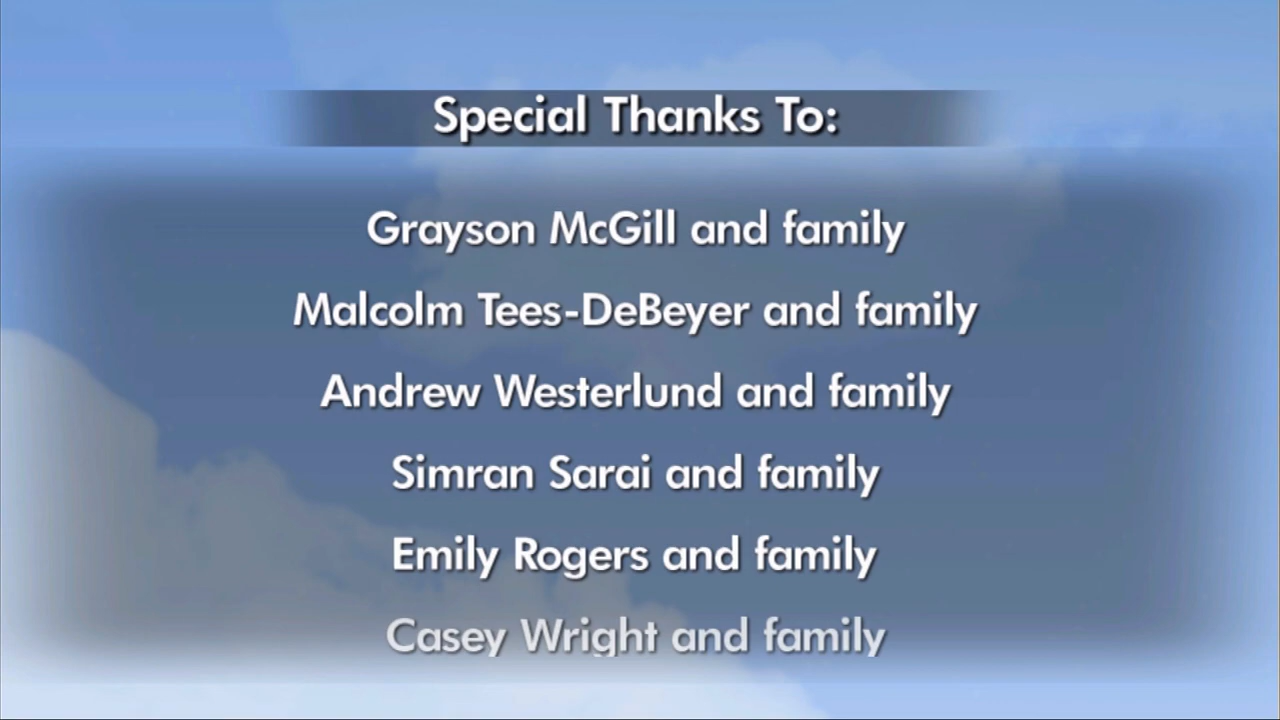 Special Thanks To:
Grayson McGill and family
Malcolm Tees-DeBeyer and family
Andrew Westerlund and family
Simran Sarai and family
Emily Rogers and family
Casey Wright and family